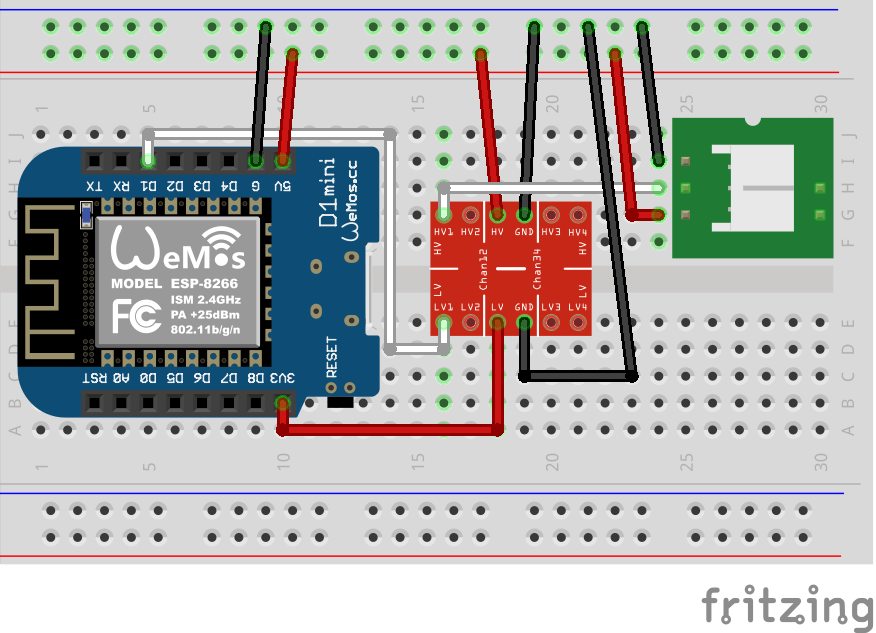 1 5 10 15 20 25 30
J
I
H
G
F
TX RX D1 D2 D3 D4 G 5V
D1 mini
WeMos.cc
WeMos
MODEL ESP-8266
FC
ISM 2.4GHz
PA +25dBm
802.11b/g/n
RESET
RST A0 D0 D5 D6 D7 D8 3V3
HV1 HV2 HV GND HV3 HV4
HV Chan12 Chan34 HV
LV LV
LV1 LV2 LV GND LV3 LV4
J
I
H
G
F
E
D
C
B
A
E
D
C
B
A
1 5 10 15 20 25 30
fritzing